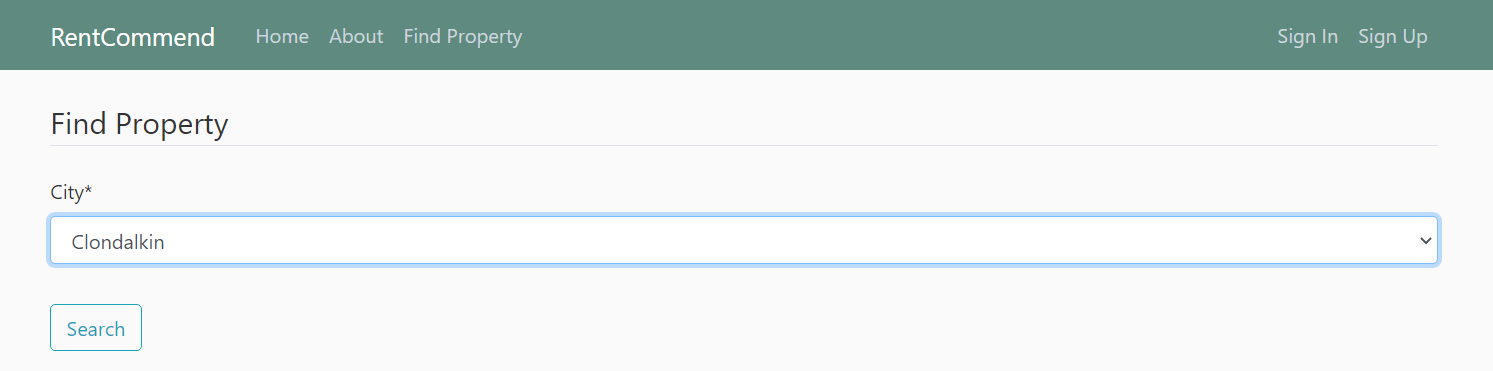 RentCommend Home About Find Property Sign In Sign Up
Find Property
City*
Clondalkin
Search